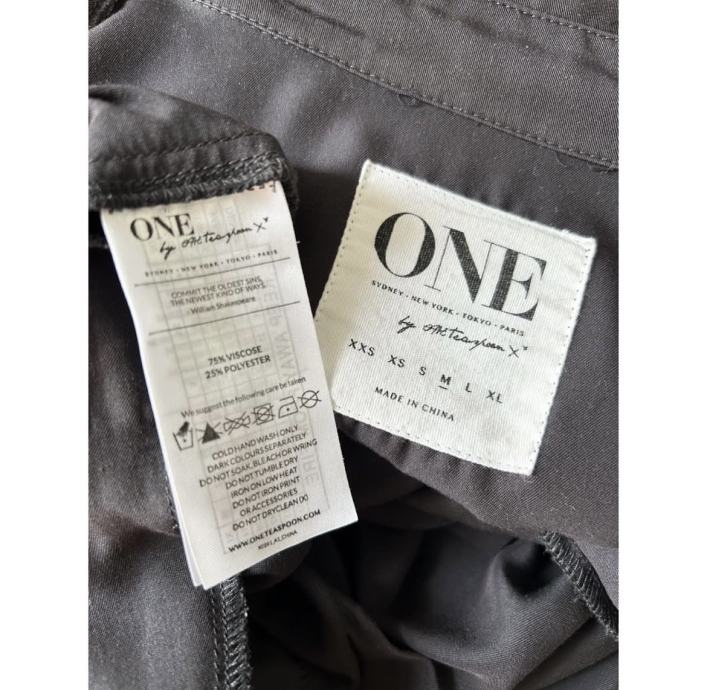 ONE
by oneteaspoon x
SYDNEY · NEW YORK · TOKYO · PARIS
COMMIT THE OLDEST SINS,
THE NEWEST KIND OF WAYS.
- William Shakespeare
75% VISCOSE
25% POLYESTER
We suggest the following care be taken
COLD HAND WASH ONLY
DARK COLOURS SEPARATELY
DO NOT SOAK, BLEACH OR WRING
DO NOT TUMBLE DRY
IRON ON LOW HEAT
DO NOT IRON PRINT
OR ACCESSORIES
DO NOT DRYCLEAN (X)
WWW.ONETEASPOON.COM
ONE
SYDNEY · NEW YORK · TOKYO · PARIS
by oneteaspoon x
XXS XS S M L XL
MADE IN CHINA